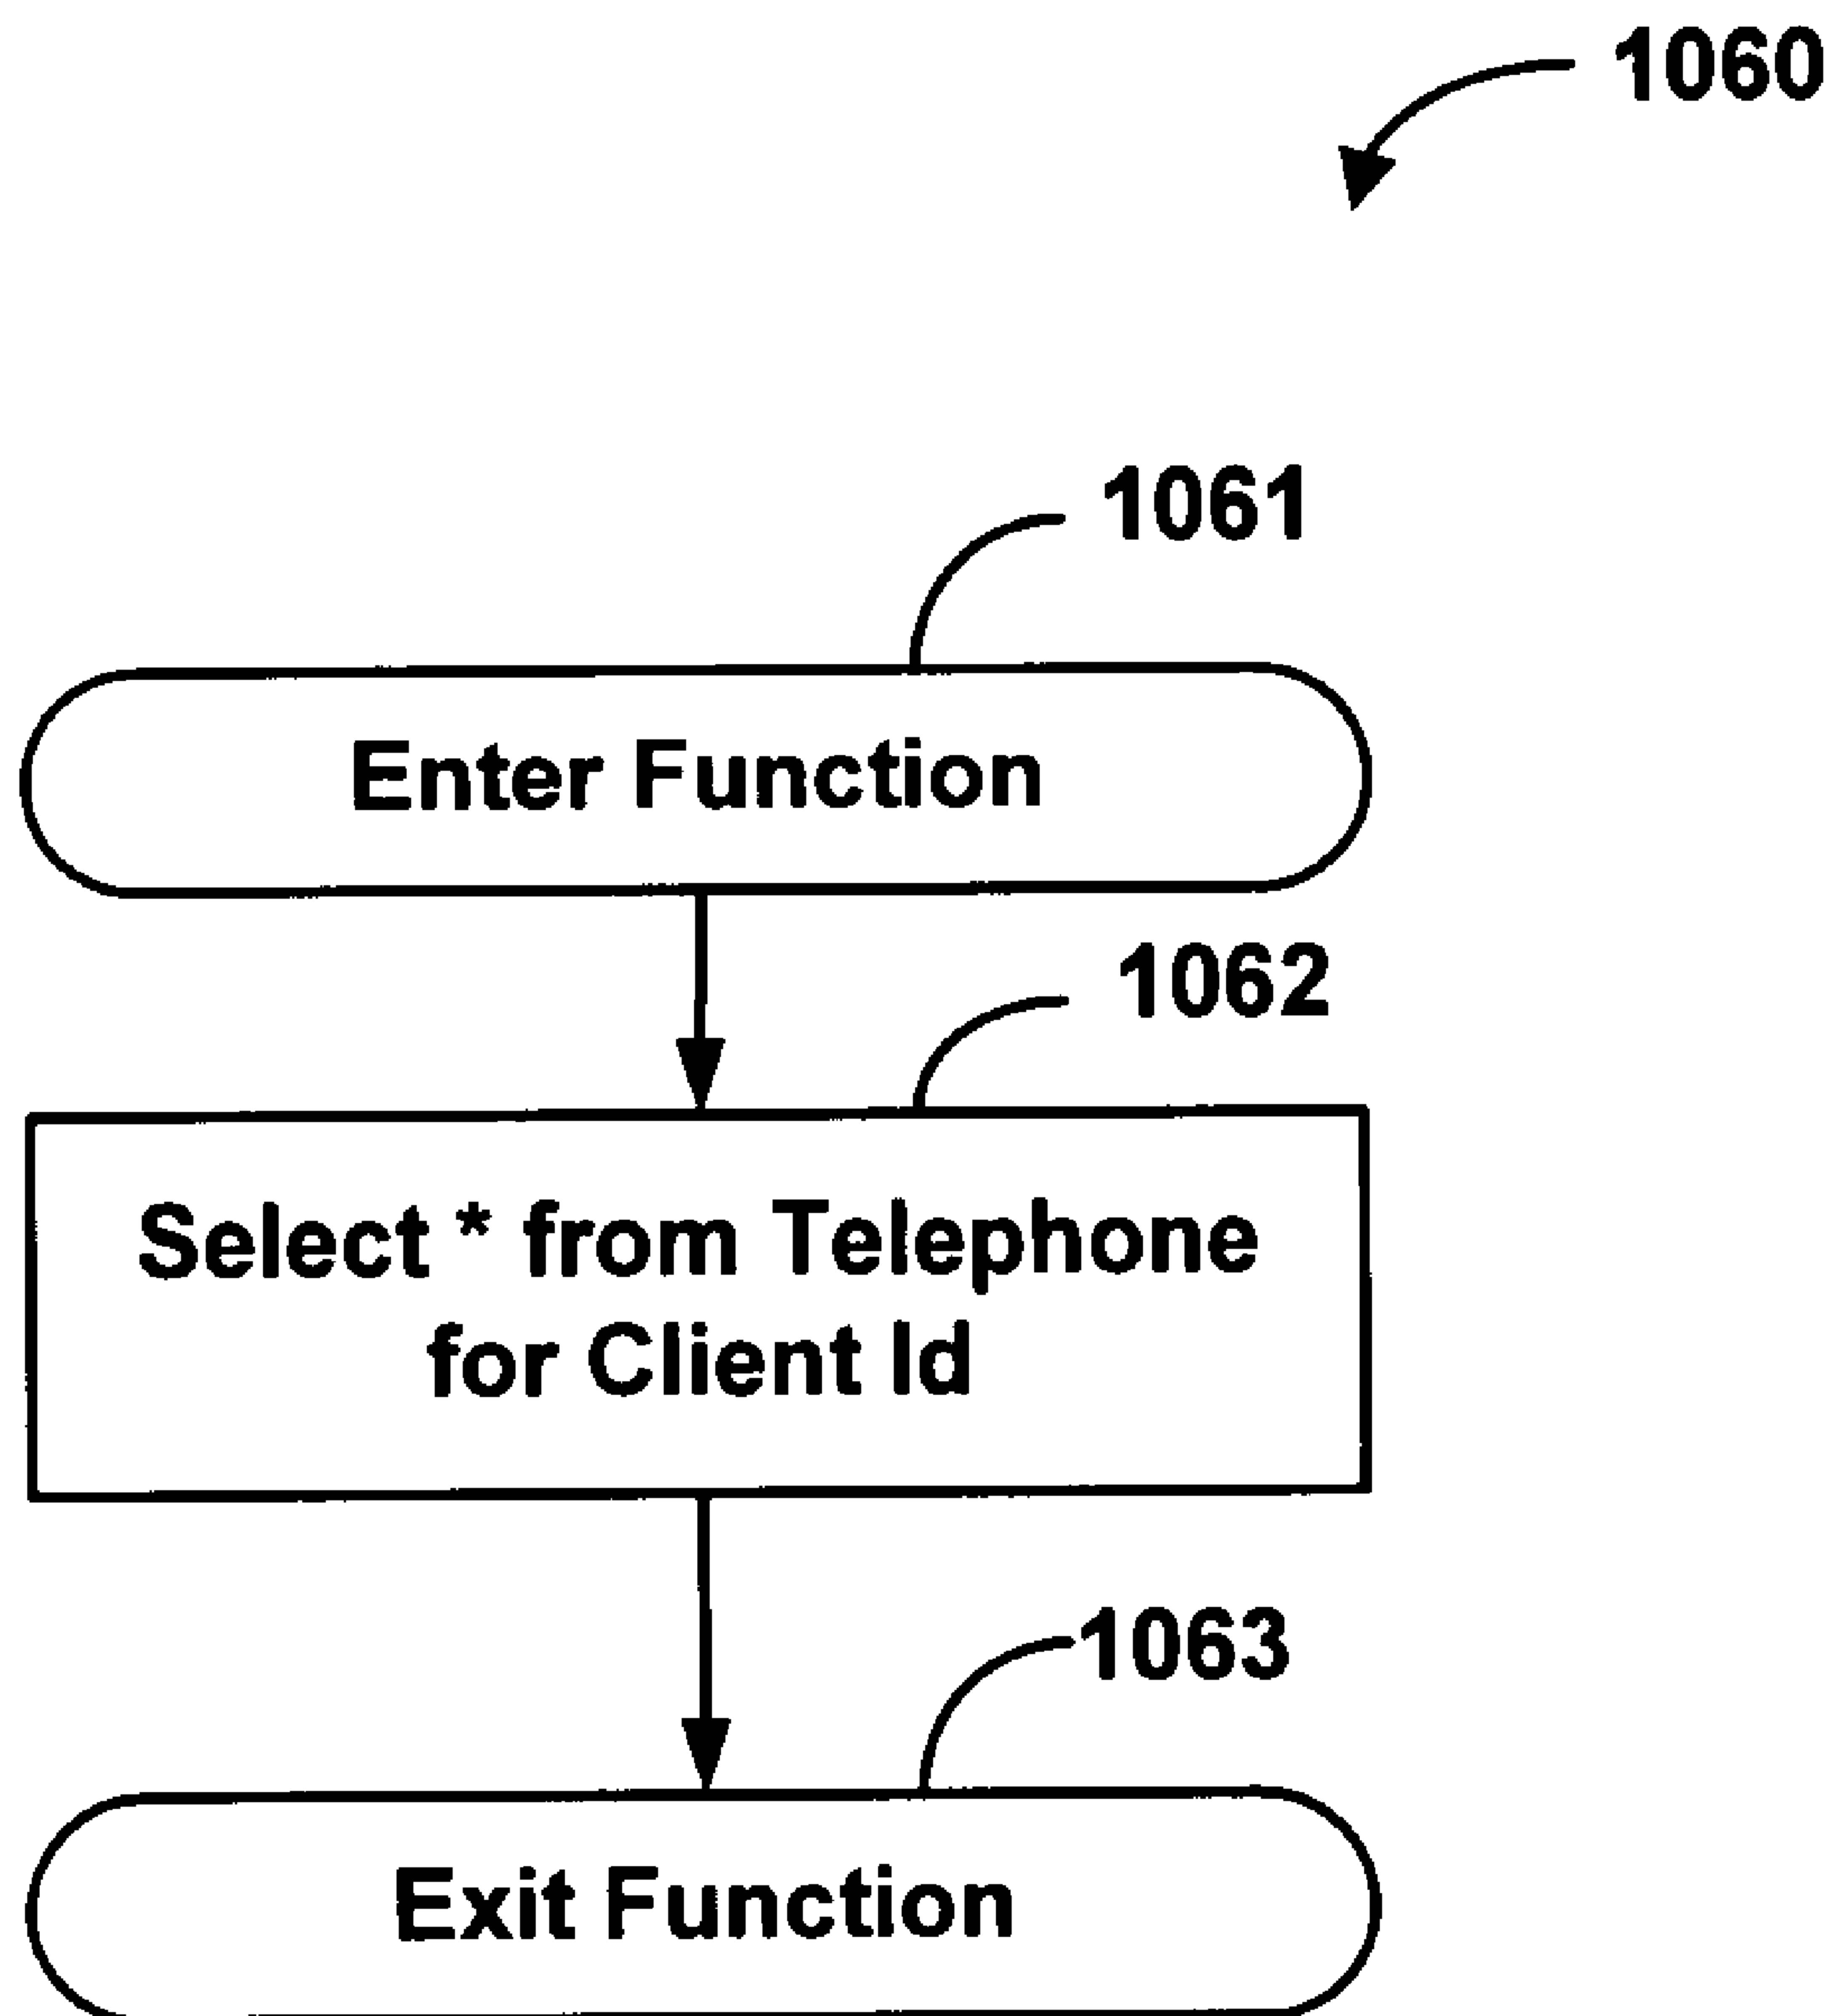 1060
1061
Enter Function
1062
Select * from Telephone
for Client Id
1063
Exit Function